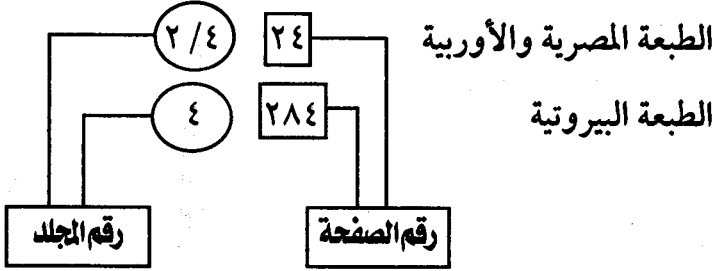 الطبعة المصرية والأوربية ٢٤ ٤/ ٢
الطبعة البيروتية ٢٨٤ ٤
رقم الصفحة رقم المجلد